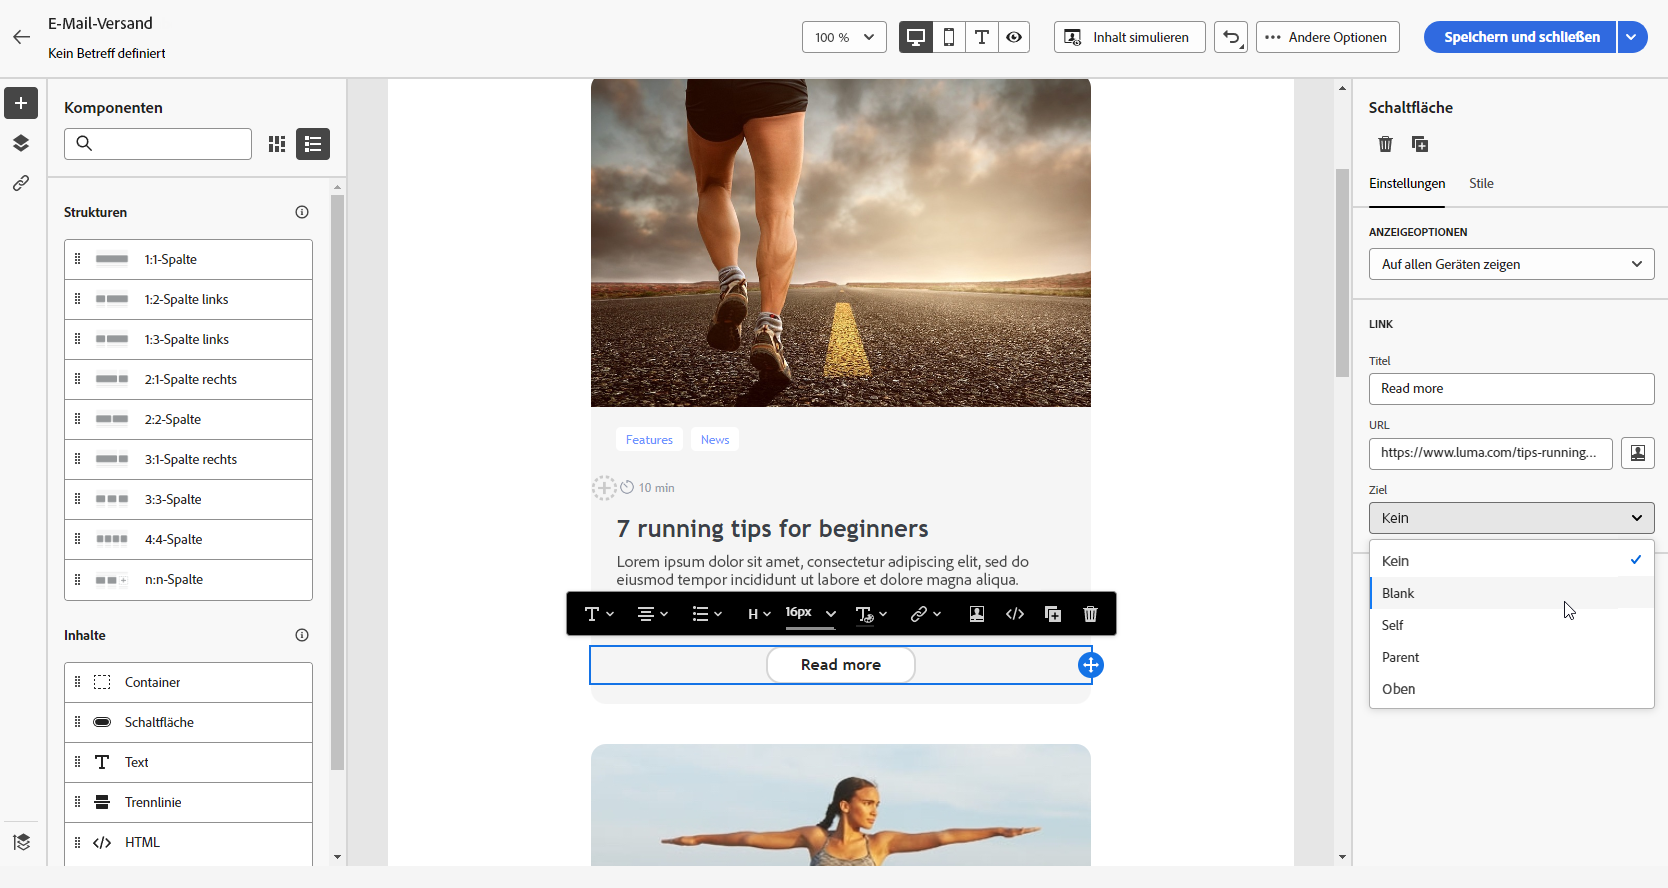 E-Mail-Versand
Kein Betreff definiert
100 %
Inhalt simulieren
Andere Optionen
Speichern und schließen
Komponenten
Strukturen
1:1-Spalte
1:2-Spalte links
1:3-Spalte links
2:1-Spalte rechts
2:2-Spalte
3:1-Spalte rechts
3:3-Spalte
4:4-Spalte
n:n-Spalte
Inhalte
Container
Schaltfläche
Text
Trennlinie
HTML
Features News
10 min
7 running tips for beginners
Lorem ipsum dolor sit amet, consectetur adipiscing elit, sed do
eiusmod tempor incididunt ut labore et dolore magna aliqua.
H 16px
Read more
Schaltfläche
Einstellungen Stile
ANZEIGEOPTIONEN
Auf allen Geräten zeigen
LINK
Titel
Read more
URL
https://www.luma.com/tips-running...
Ziel
Kein
Kein
Blank
Self
Parent
Oben